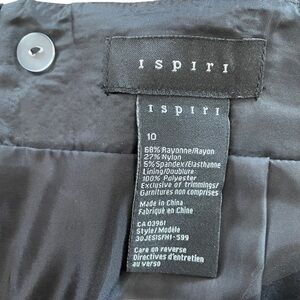 ISPIRI
ISPIRI
10
68% Rayonne/Rayon
27% Nylon
5% Spandex/Elasthanne
Lining/Doublure:
100% Polyester
Exclusive of trimmings/
Garnitures non comprises
Made in China
Fabriqué en Chine
CA 03961
Style/Modèle
30JESISFH1-S99
Care on reverse
Directives d'entretien
au verso